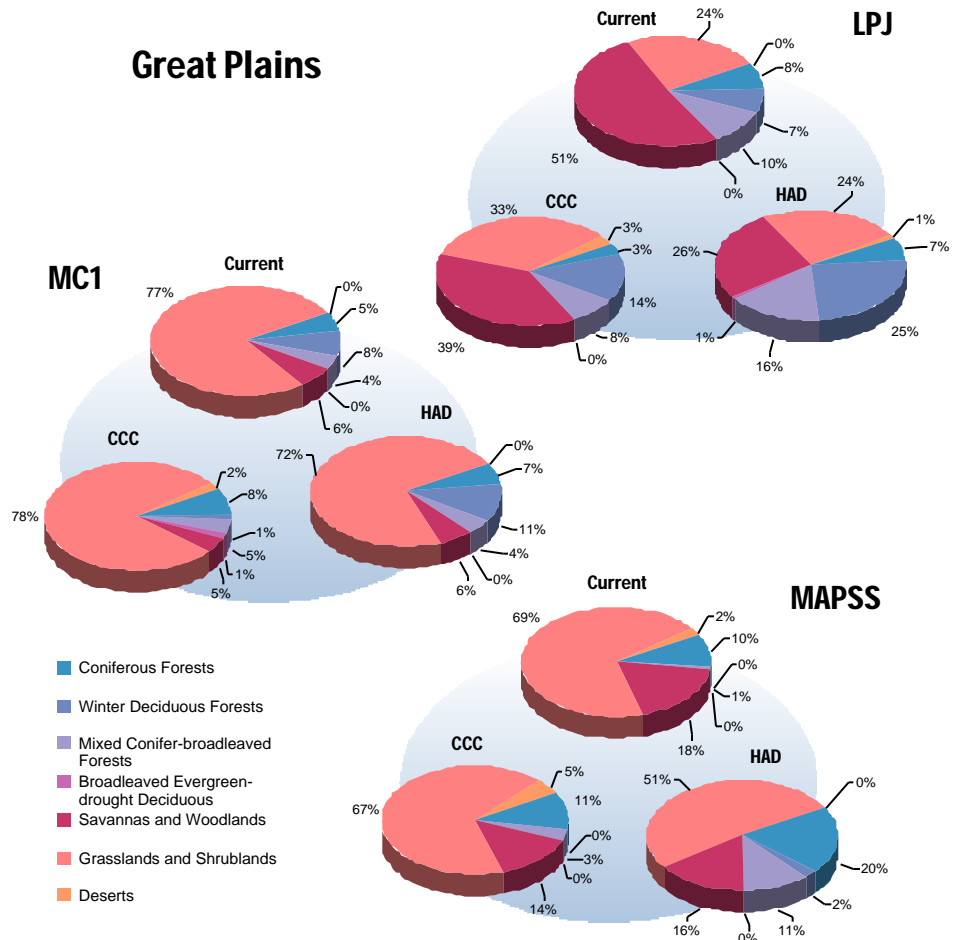 Great Plains
LPJ
Current
24%
0%
8%
7%
10%
0%
51%
CCC
33%
3%
3%
14%
8%
0%
39%
HAD
24%
1%
7%
25%
16%
1%
26%
MC1
Current
77%
0%
5%
8%
4%
0%
6%
CCC
2%
8%
1%
5%
1%
5%
78%
HAD
72%
0%
7%
11%
4%
0%
6%
MAPSS
Current
69%
2%
10%
0%
1%
0%
18%
CCC
67%
5%
11%
0%
3%
0%
14%
HAD
51%
0%
20%
2%
11%
0%
16%
Coniferous Forests
Winter Deciduous Forests
Mixed Conifer-broadleaved
Forests
Broadleaved Evergreen-
drought Deciduous
Savannas and Woodlands
Grasslands and Shrublands
Deserts